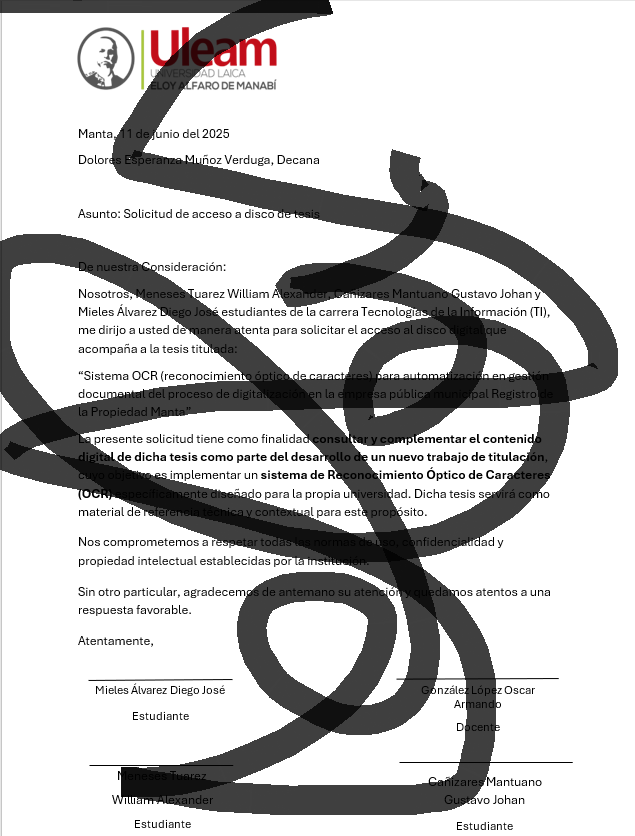 Uleam
UNIVERSIDAD LAICA
ELOY ALFARO DE MANABÍ
Manta, 11 de junio del 2025
Dolores Esperanza Muñoz Verduga, Decana
Asunto: Solicitud de acceso a disco de tesis
De nuestra Consideración:
Nosotros, Meneses Tuarez William Alexander, Cañizares Mantuano Gustavo Johan y
Mieles Álvarez Diego José estudiantes de la carrera Tecnologías de la Información (TI),
me dirijo a usted de manera atenta para solicitar el acceso al disco digital que
acompaña a la tesis titulada:
“Sistema OCR (reconocimiento óptico de caracteres) para automatización en gestión
documental del proceso de digitalización en la empresa pública municipal Registro de
la Propiedad Manta”
La presente solicitud tiene como finalidad consultar y complementar el contenido
digital de dicha tesis como parte del desarrollo de un nuevo trabajo de titulación,
cuyo objetivo es implementar un sistema de Reconocimiento Óptico de Caracteres
(OCR) específicamente diseñado para la propia universidad. Dicha tesis servirá como
material de referencia técnica y contextual para este propósito.
Nos comprometemos a respetar todas las normas de uso, confidencialidad y
propiedad intelectual establecidas por la institución.
Sin otro particular, agradecemos de antemano su atención y quedamos atentos a una
respuesta favorable.
Atentamente,
Mieles Álvarez Diego José
Estudiante
González López Oscar
Armando
Docente
Meneses Tuarez
William Alexander
Estudiante
Cañizares Mantuano
Gustavo Johan
Estudiante